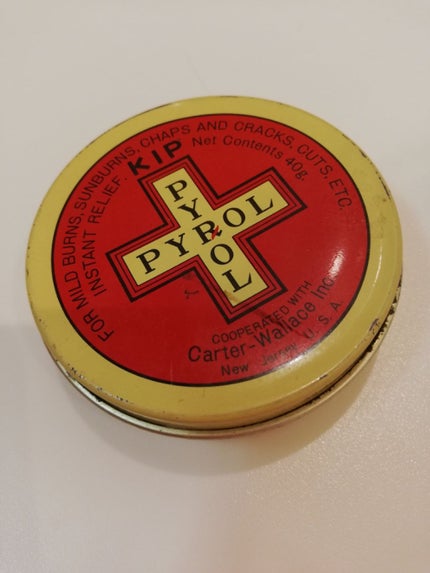 FOR MILD BURNS, SUNBURNS, CHAPS AND CRACKS, CUTS, ETC.
INSTANT RELIEF.
KIP
Net Contents 40g.
PYROL
PYROL
COOPERATED WITH
Carter-Wallace Inc.
New Jersey U.S.A.